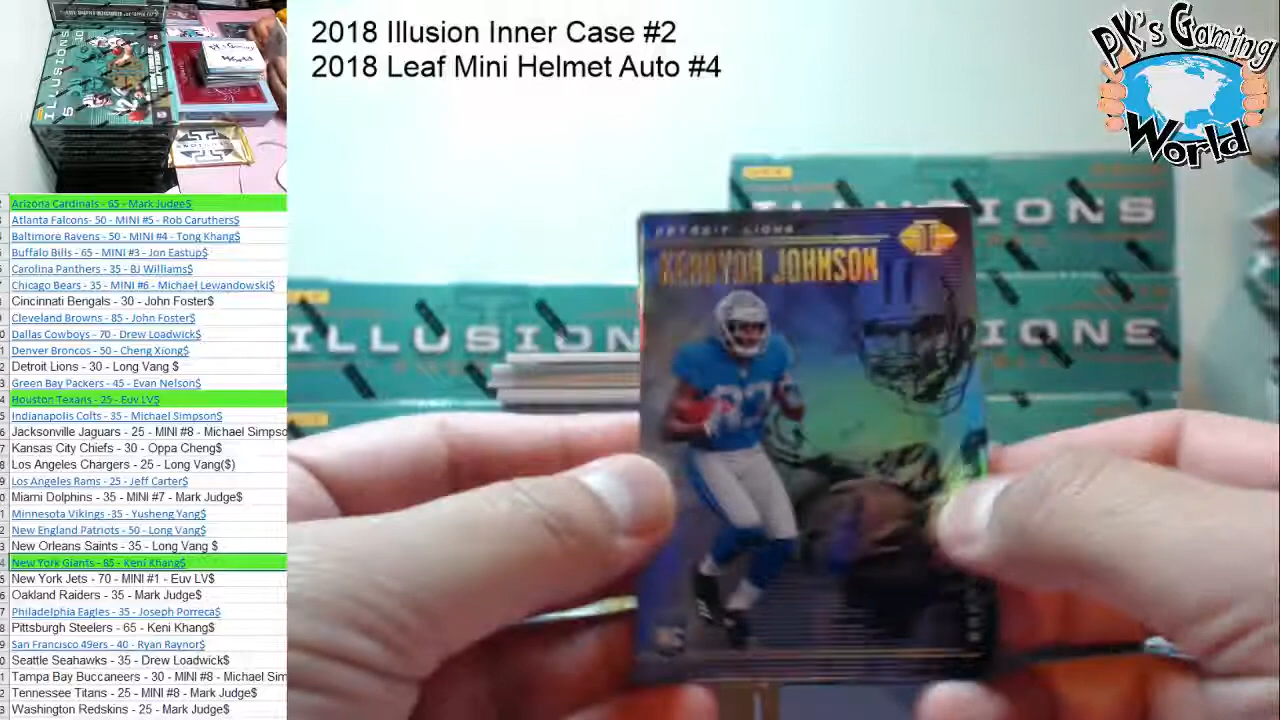 2018 Illusion Inner Case #2
2018 Leaf Mini Helmet Auto #4
PK's Gaming
World
ILLUSIONS
Arizona Cardinals - 65 - Mark Judge$
Atlanta Falcons- 50 - MINI #5 - Rob Caruthers$
Baltimore Ravens - 50 - MINI #4 - Tong Khang$
Buffalo Bills - 65 - MINI #3 - Jon Eastup$
Carolina Panthers - 35 - BJ Williams$
Chicago Bears - 35 - MINI #6 - Michael Lewandowski$
Cincinnati Bengals - 30 - John Foster$
Cleveland Browns - 85 - John Foster$
Dallas Cowboys - 70 - Drew Loadwick$
Denver Broncos - 50 - Cheng Xiong$
Detroit Lions - 30 - Long Vang $
Green Bay Packers - 45 - Evan Nelson$
Houston Texans - 25 - Euv LV$
Indianapolis Colts - 35 - Michael Simpson$
Jacksonville Jaguars - 25 - MINI #8 - Michael Simpso
Kansas City Chiefs - 30 - Oppa Cheng$
Los Angeles Chargers - 25 - Long Vang($)
Los Angeles Rams - 25 - Jeff Carter$
Miami Dolphins - 35 - MINI #7 - Mark Judge$
Minnesota Vikings -35 - Yusheng Yang$
New England Patriots - 50 - Long Vang$
New Orleans Saints - 35 - Long Vang $
New York Giants - 85 - Keni Khang$
New York Jets - 70 - MINI #1 - Euv LV$
Oakland Raiders - 35 - Mark Judge$
Philadelphia Eagles - 35 - Joseph Porreca$
Pittsburgh Steelers - 65 - Keni Khang$
San Francisco 49ers - 40 - Ryan Raynor$
Seattle Seahawks - 35 - Drew Loadwick$
Tampa Bay Buccaneers - 30 - MINI #8 - Michael Sim
Tennessee Titans - 25 - MINI #8 - Mark Judge$
Washington Redskins - 25 - Mark Judge$
DETROIT LIONS
KERRYON JOHNSON
IONS
ILLUSIONS
IONS